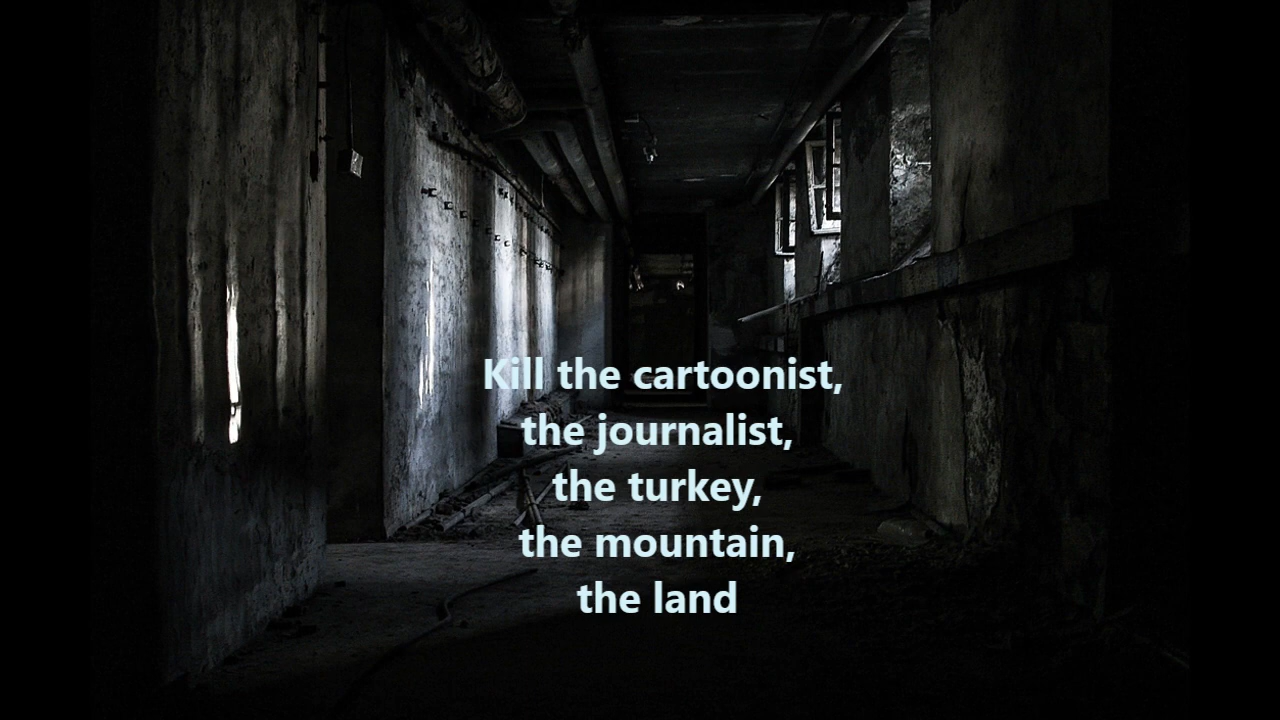 Kill the cartoonist,
the journalist,
the turkey,
the mountain,
the land